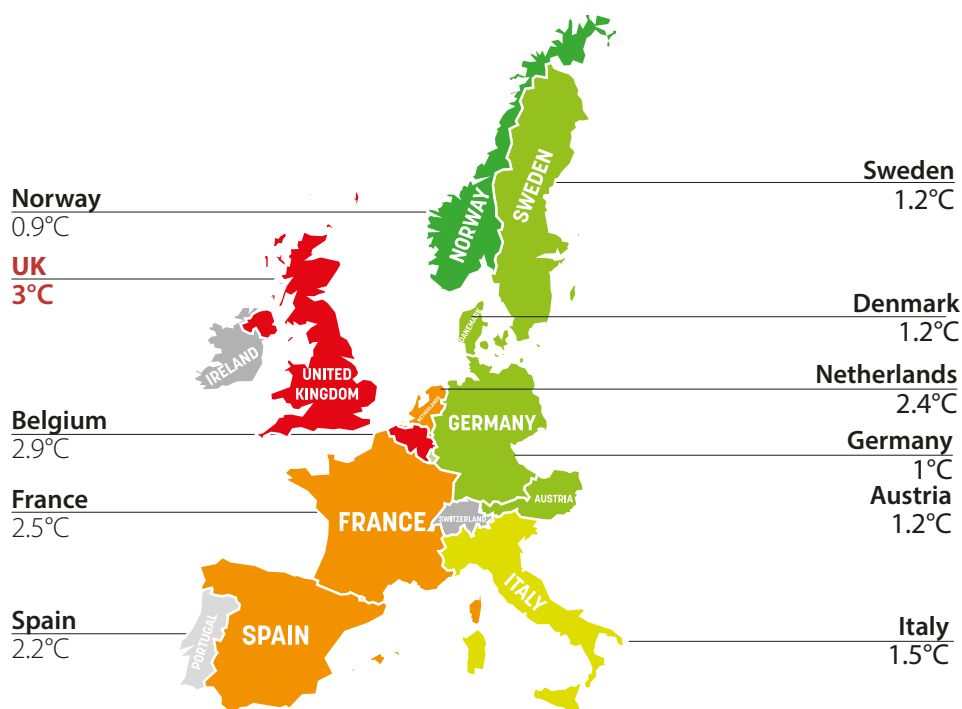 Norway
0.9°C
UK
3°C
Belgium
2.9°C
France
2.5°C
Spain
2.2°C
Sweden
1.2°C
Denmark
1.2°C
Netherlands
2.4°C
Germany
1°C
Austria
1.2°C
Italy
1.5°C
NORWAY
SWEDEN
DANEMARK
IRELAND
UNITED
KINGDOM
NETHERLANDS
GERMANY
AUSTRIA
SWITZERLAND
FRANCE
ITALY
PORTUGAL
SPAIN